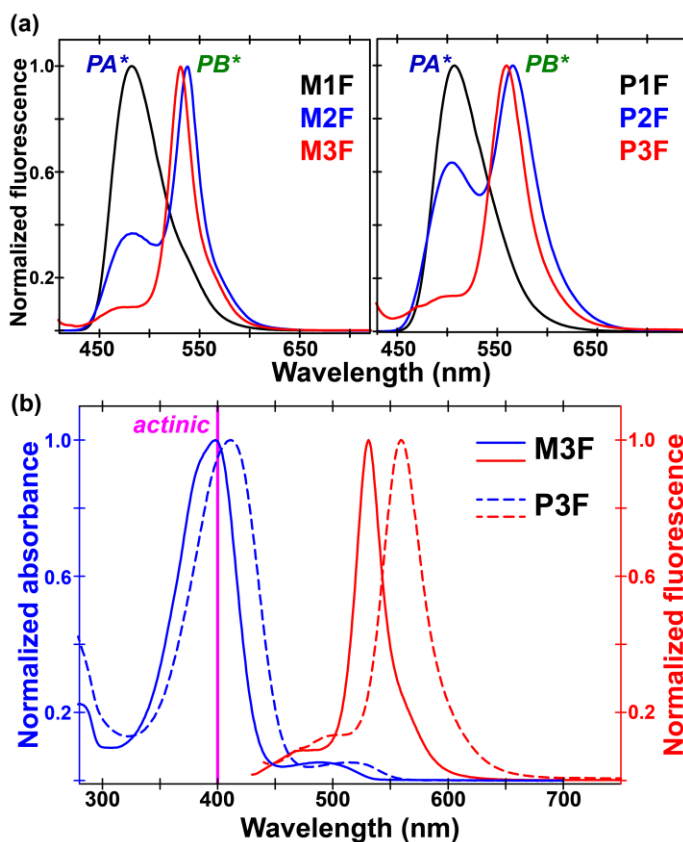 (a)
PA* PB* PA* PB*
M1F
M2F
M3F
P1F
P2F
P3F
Normalized fluorescence
1.0
0.6
0.2
450 550 650 450 550 650
Wavelength (nm)
(b)
actinic
M3F
P3F
Normalized absorbance
1.0
0.6
0.2
1.0
0.6
0.2
Normalized fluorescence
300 400 500 600 700
Wavelength (nm)